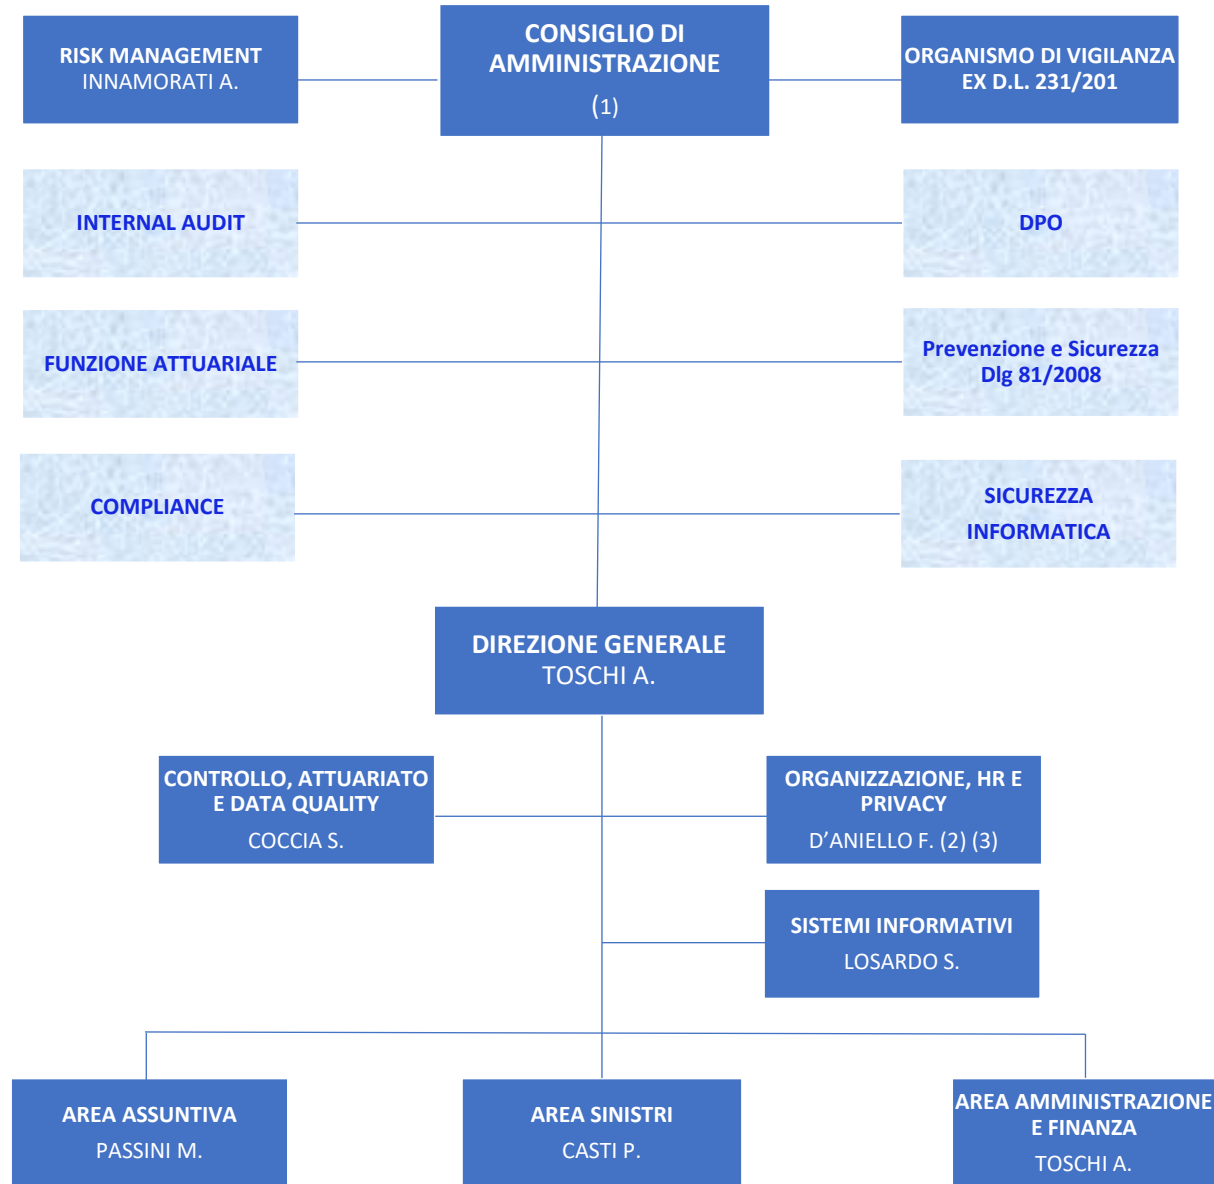 RISK MANAGEMENT
INNAMORATI A.
CONSIGLIO DI
AMMINISTRAZIONE
(1)
ORGANISMO DI VIGILANZA
EX D.L. 231/201
INTERNAL AUDIT
DPO
FUNZIONE ATTUARIALE
Prevenzione e Sicurezza
Dlg 81/2008
COMPLIANCE
SICUREZZA
INFORMATICA
DIREZIONE GENERALE
TOSCHI A.
CONTROLLO, ATTUARIATO
E DATA QUALITY
COCCIA S.
ORGANIZZAZIONE, HR E
PRIVACY
D’ANIELLO F. (2) (3)
SISTEMI INFORMATIVI
LOSARDO S.
AREA ASSUNTIVA
PASSINI M.
AREA SINISTRI
CASTI P.
AREA AMMINISTRAZIONE
E FINANZA
TOSCHI A.